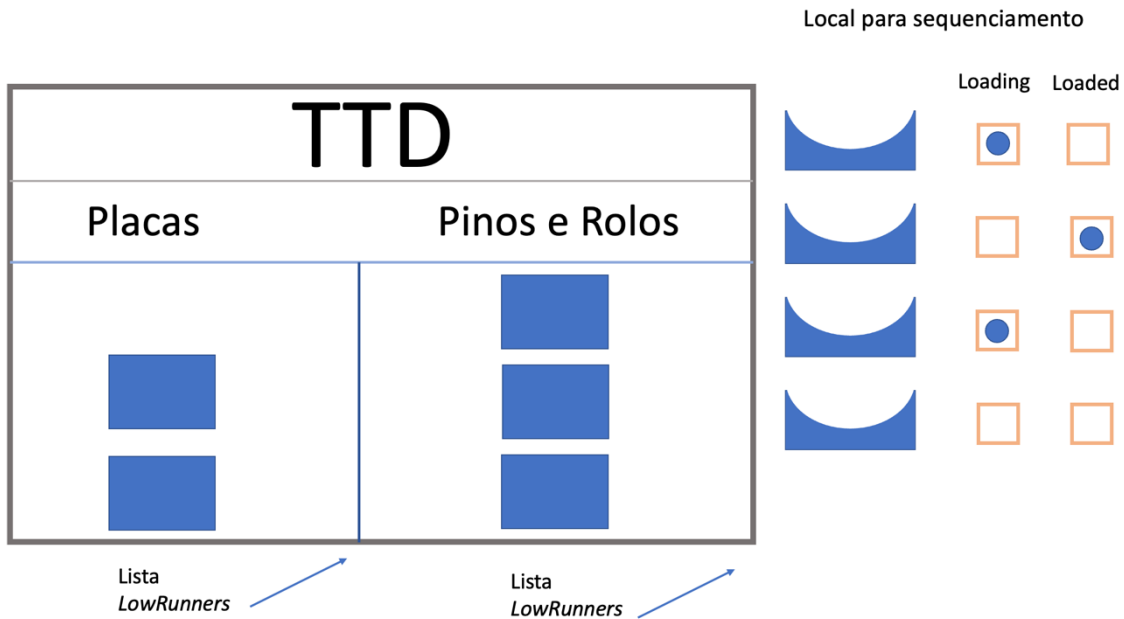 Local para sequenciamento
Loading Loaded
TTD
Placas
Pinos e Rolos
Lista
LowRunners
Lista
LowRunners